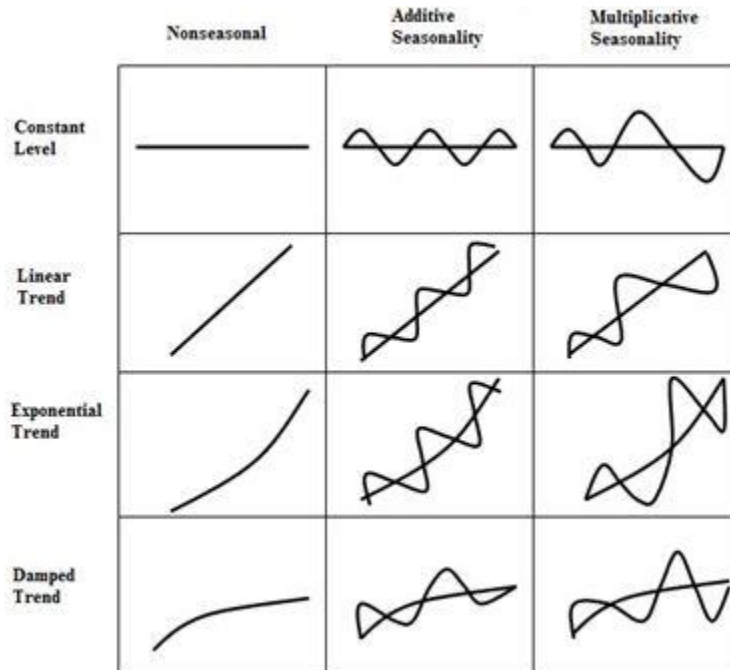 Nonseasonal
Additive
Seasonality
Multiplicative
Seasonality
Constant
Level
Linear
Trend
Exponential
Trend
Damped
Trend